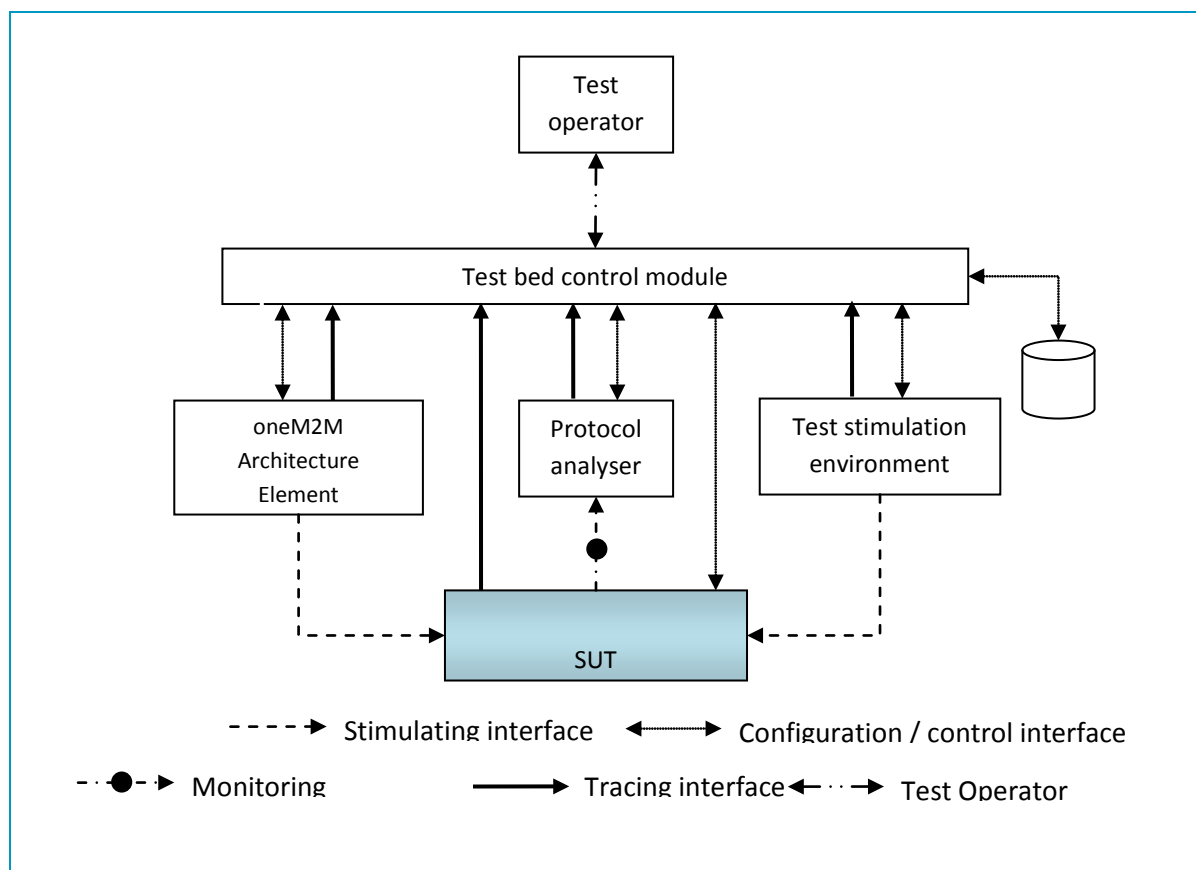 Test
operator
Test bed control module
oneM2M
Architecture
Element
Protocol
analyser
Test stimulation
environment
SUT
Stimulating interface
Configuration / control interface
Monitoring
Tracing interface
Test Operator